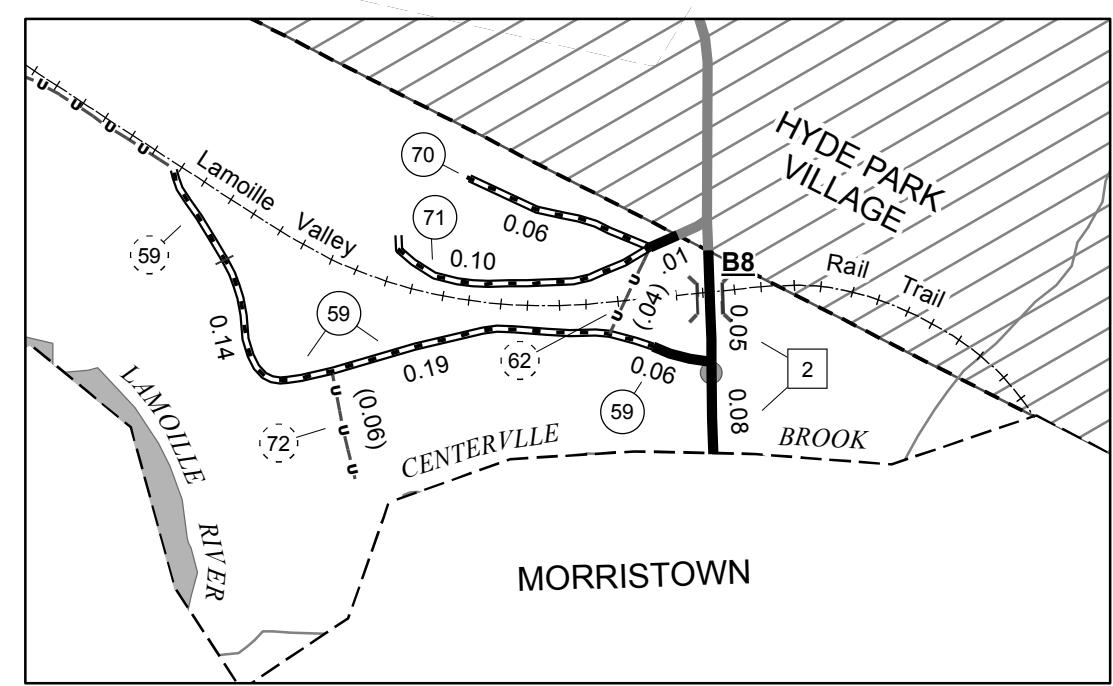 HYDE PARK
VILLAGE
70
Lamoille
Valley
71
0.06
59
0.10
.01
B8
Rail
Trail
(.04)
59
0.14
0.05
62
0.19
0.06
2
(0.06)
59
0.08
72
LAMOILLE
RIVER
CENTERVLLE
BROOK
MORRISTOWN